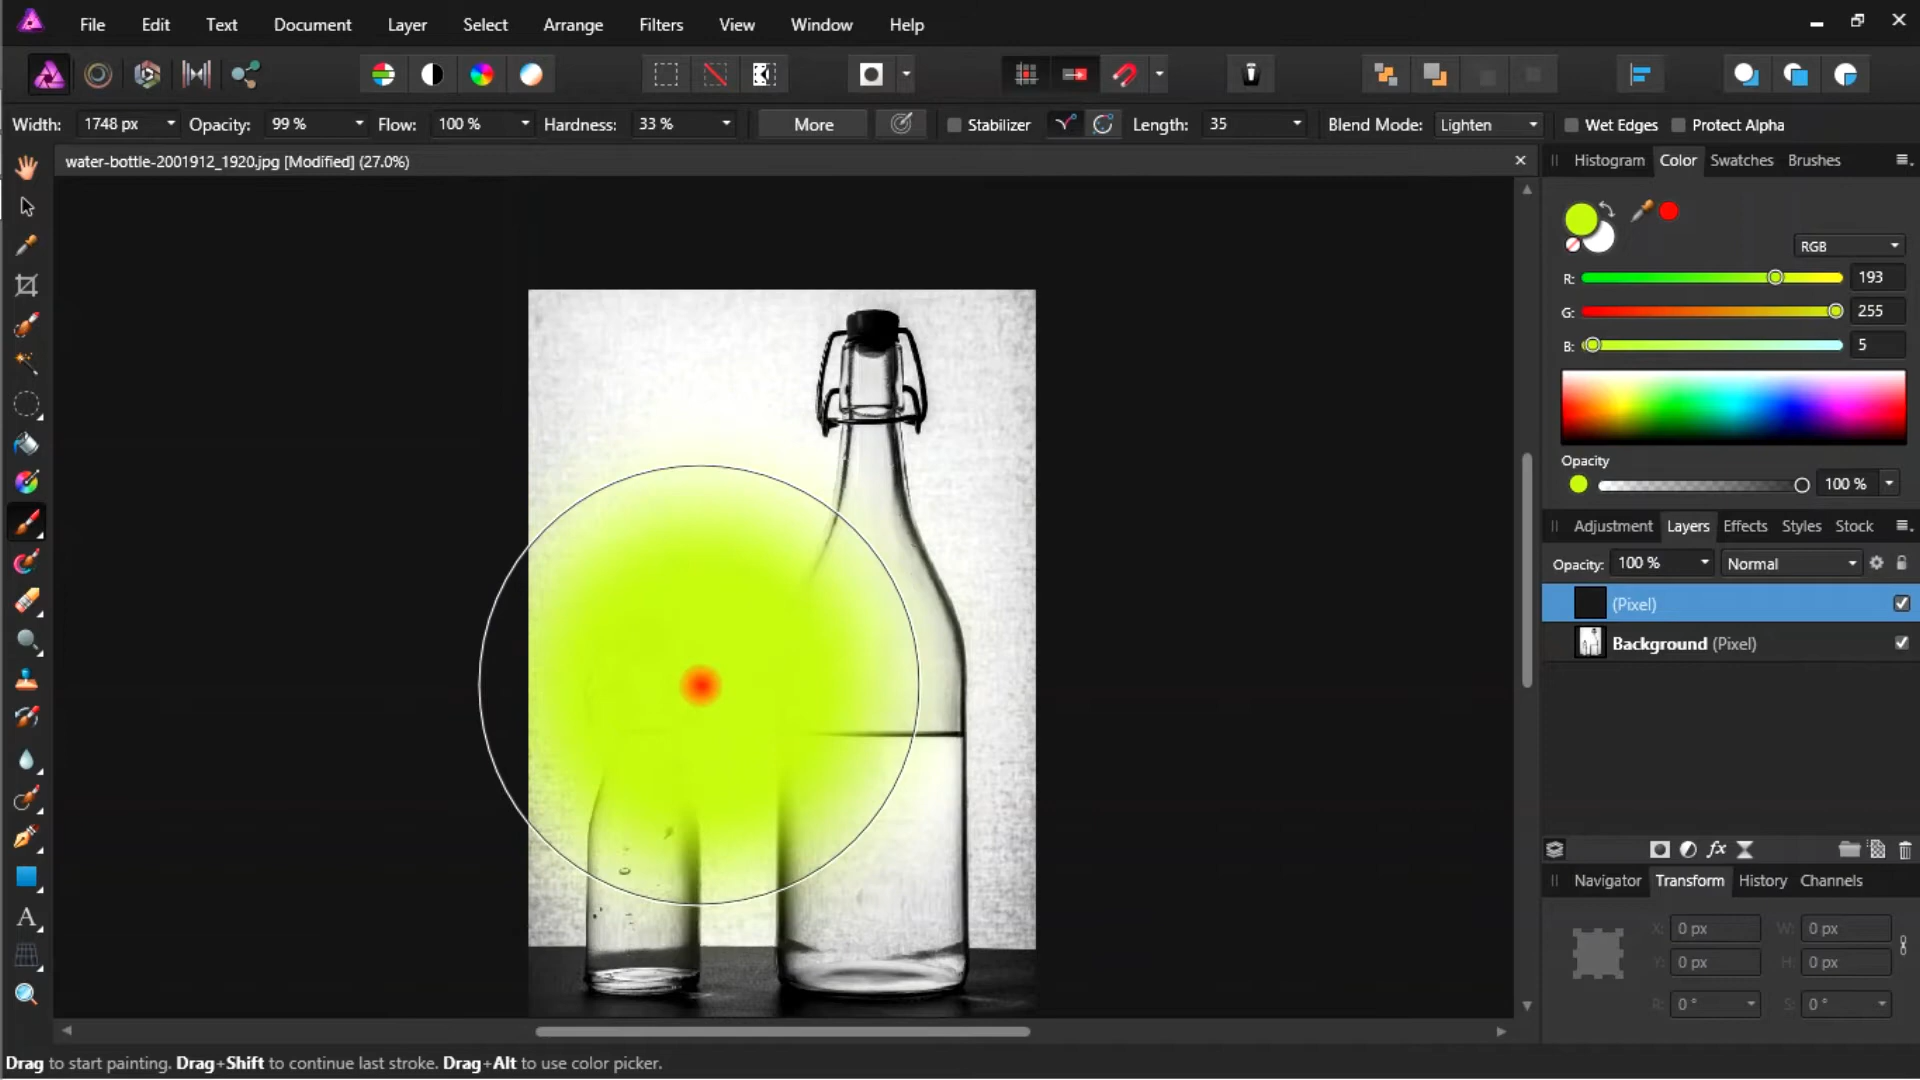 File Edit Text Document Layer Select Arrange Filters View Window Help
Width: 1748 px Opacity: 99 % Flow: 100 % Hardness: 33 % More Stabilizer Length: 35 Blend Mode: Lighten Wet Edges Protect Alpha
water-bottle-2001912_1920.jpg [Modified] (27.0%)
Histogram Color Swatches Brushes
RGB
R: 193
G: 255
B: 5
Opacity
100 %
Adjustment Layers Effects Styles Stock
Opacity: 100 % Normal
(Pixel)
Background (Pixel)
fx
Navigator Transform History Channels
X: 0 px W: 0 px
Y: 0 px H: 0 px
R: 0 ° S: 0 °
A
Drag to start painting. Drag+Shift to continue last stroke. Drag+Alt to use color picker.